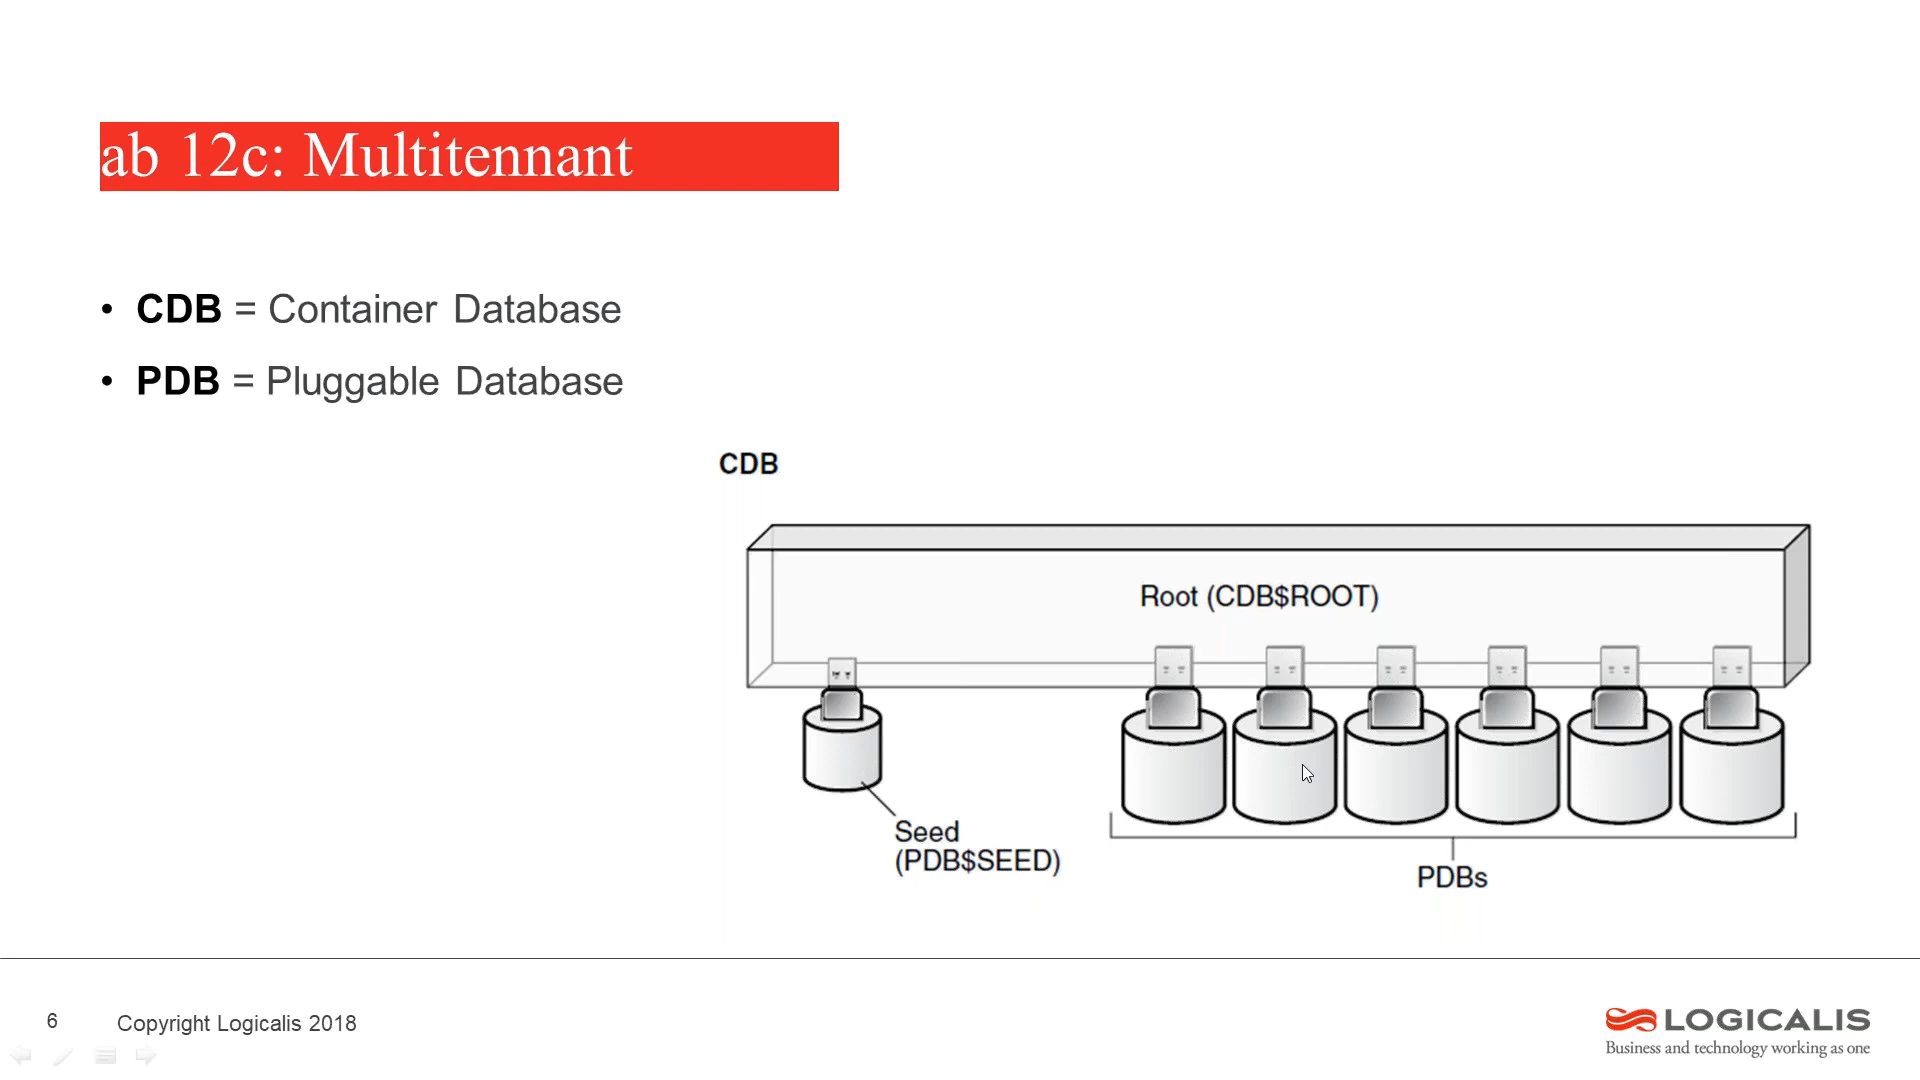 ab 12c: Multitennant
• CDB = Container Database
• PDB = Pluggable Database
CDB
Root (CDB$ROOT)
Seed
(PDB$SEED)
PDBs
6
Copyright Logicalis 2018
LOGICALIS
Business and technology working as one